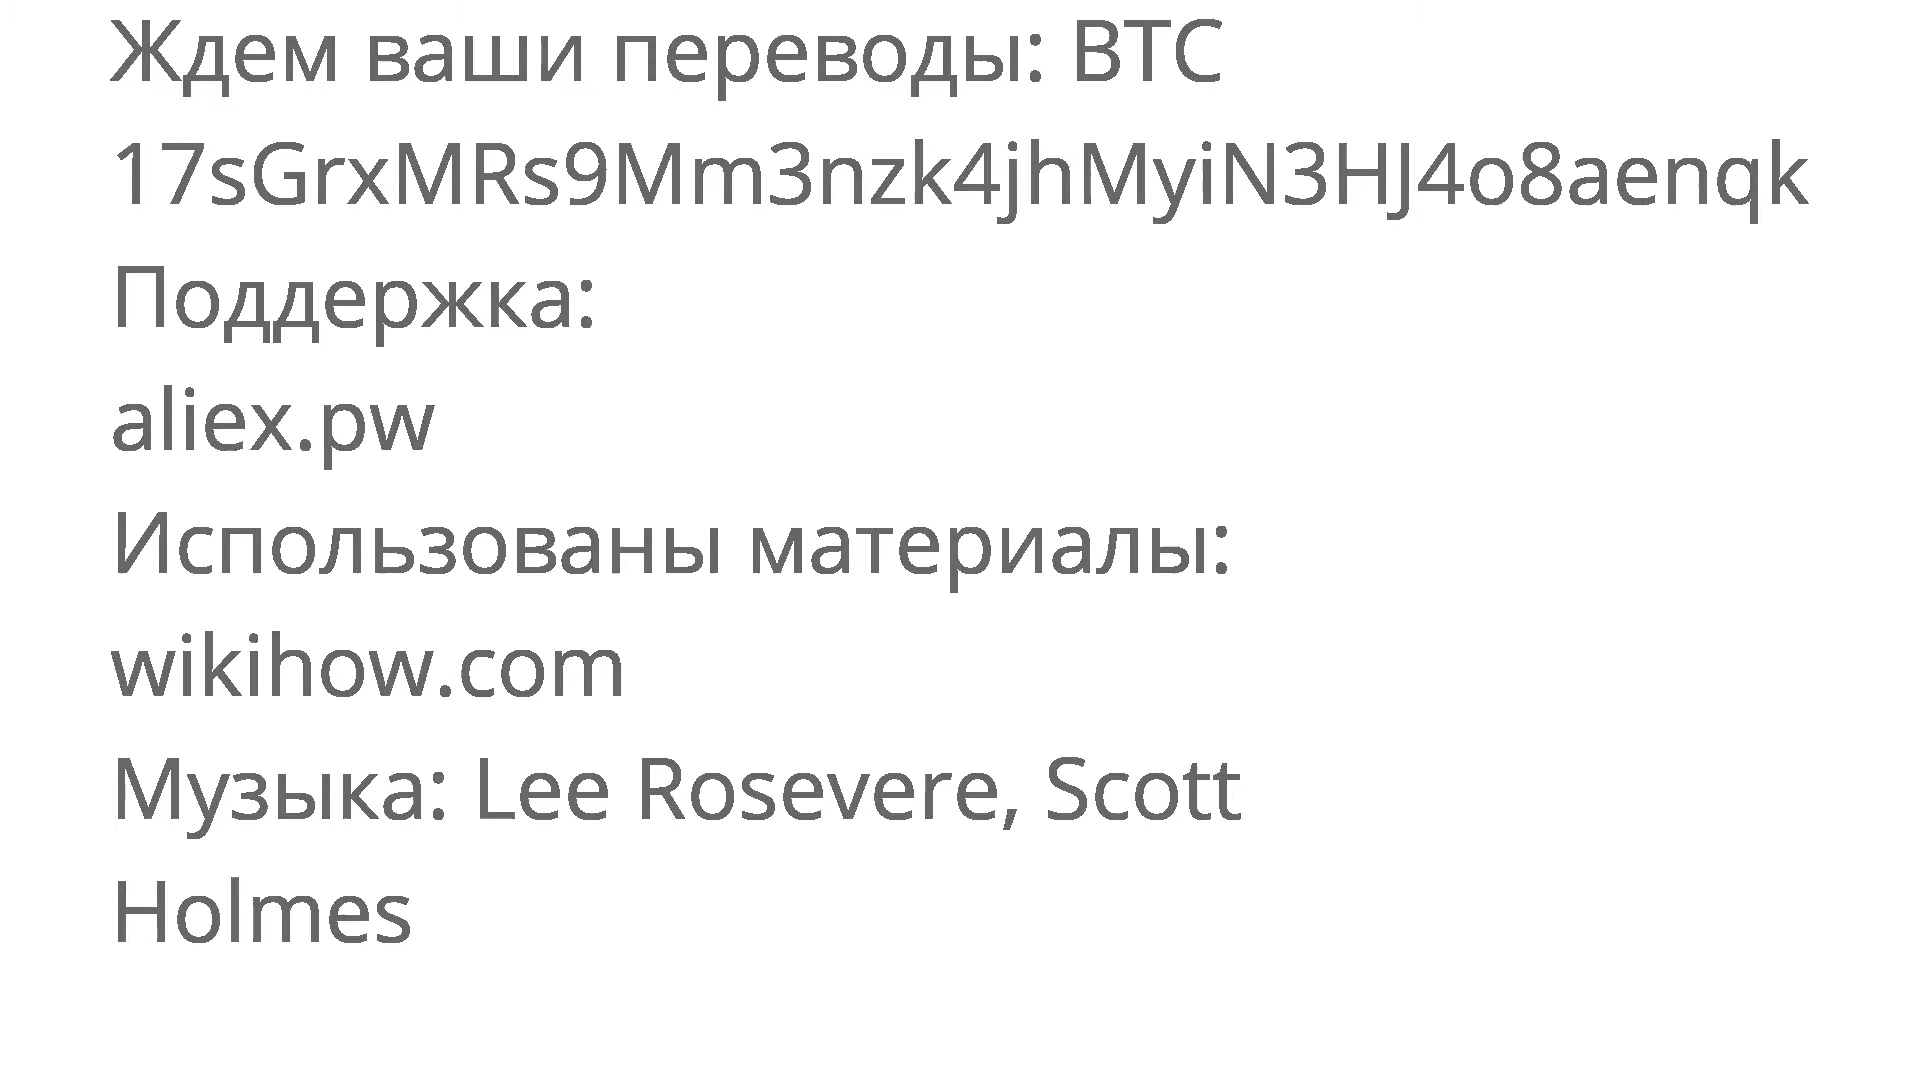 Ждем ваши переводы: BTC
17sGrxMRs9Mm3nzk4jhMyiN3HJ4o8aenqk
Поддержка:
aliex.pw
Использованы материалы:
wikihow.com
Музыка: Lee Rosevere, Scott
Holmes